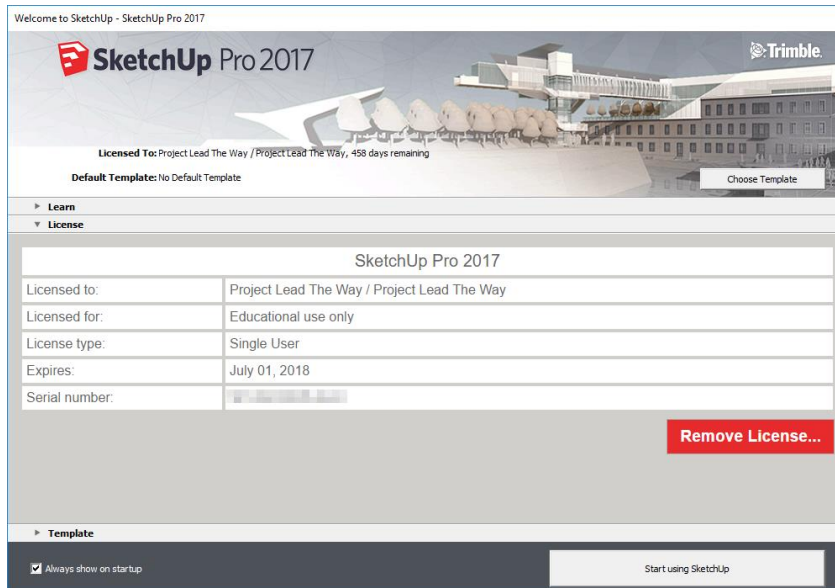 Welcome to SketchUp - SketchUp Pro 2017
SketchUp Pro 2017
Trimble.
UNIVERSITE INTERNATIONAL
Licensed To: Project Lead The Way / Project Lead The Way, 458 days remaining
Default Template: No Default Template
Choose Template
Learn
License
SketchUp Pro 2017
Licensed to: Project Lead The Way / Project Lead The Way
Licensed for: Educational use only
License type: Single User
Expires: July 01, 2018
Serial number:
Remove License...
Template
Always show on startup
Start using SketchUp